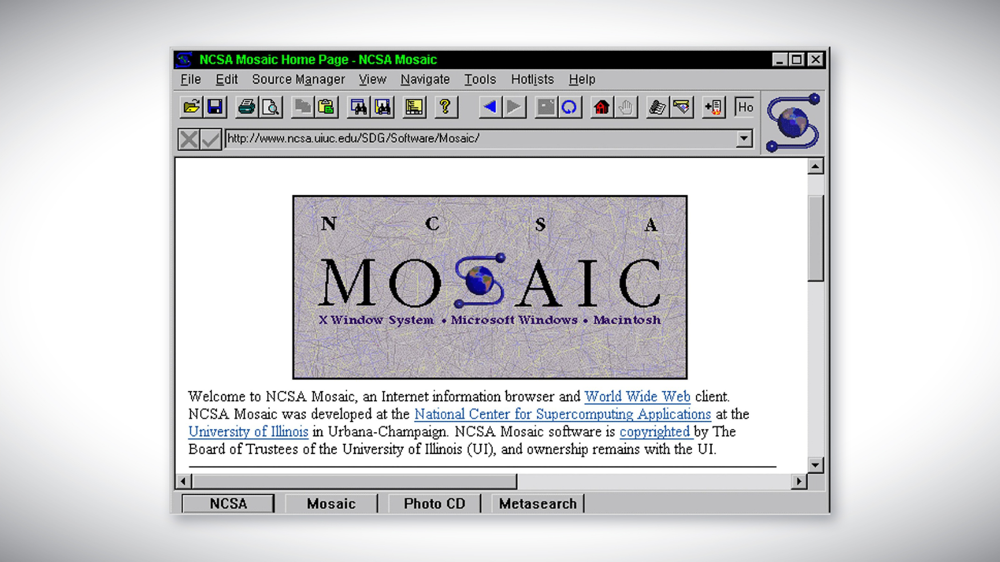 NCSA Mosaic Home Page - NCSA Mosaic
File Edit Source Manager View Navigate Tools Hotlists Help
Ho
http://www.ncsa.uiuc.edu/SDG/Software/Mosaic/
N C S A
MOSAIC
X Window System • Microsoft Windows • Macintosh
Welcome to NCSA Mosaic, an Internet information browser and World Wide Web client.
NCSA Mosaic was developed at the National Center for Supercomputing Applications at the
University of Illinois in Urbana-Champaign. NCSA Mosaic software is copyrighted by The
Board of Trustees of the University of Illinois (UI), and ownership remains with the UI.
NCSA Mosaic Photo CD Metasearch